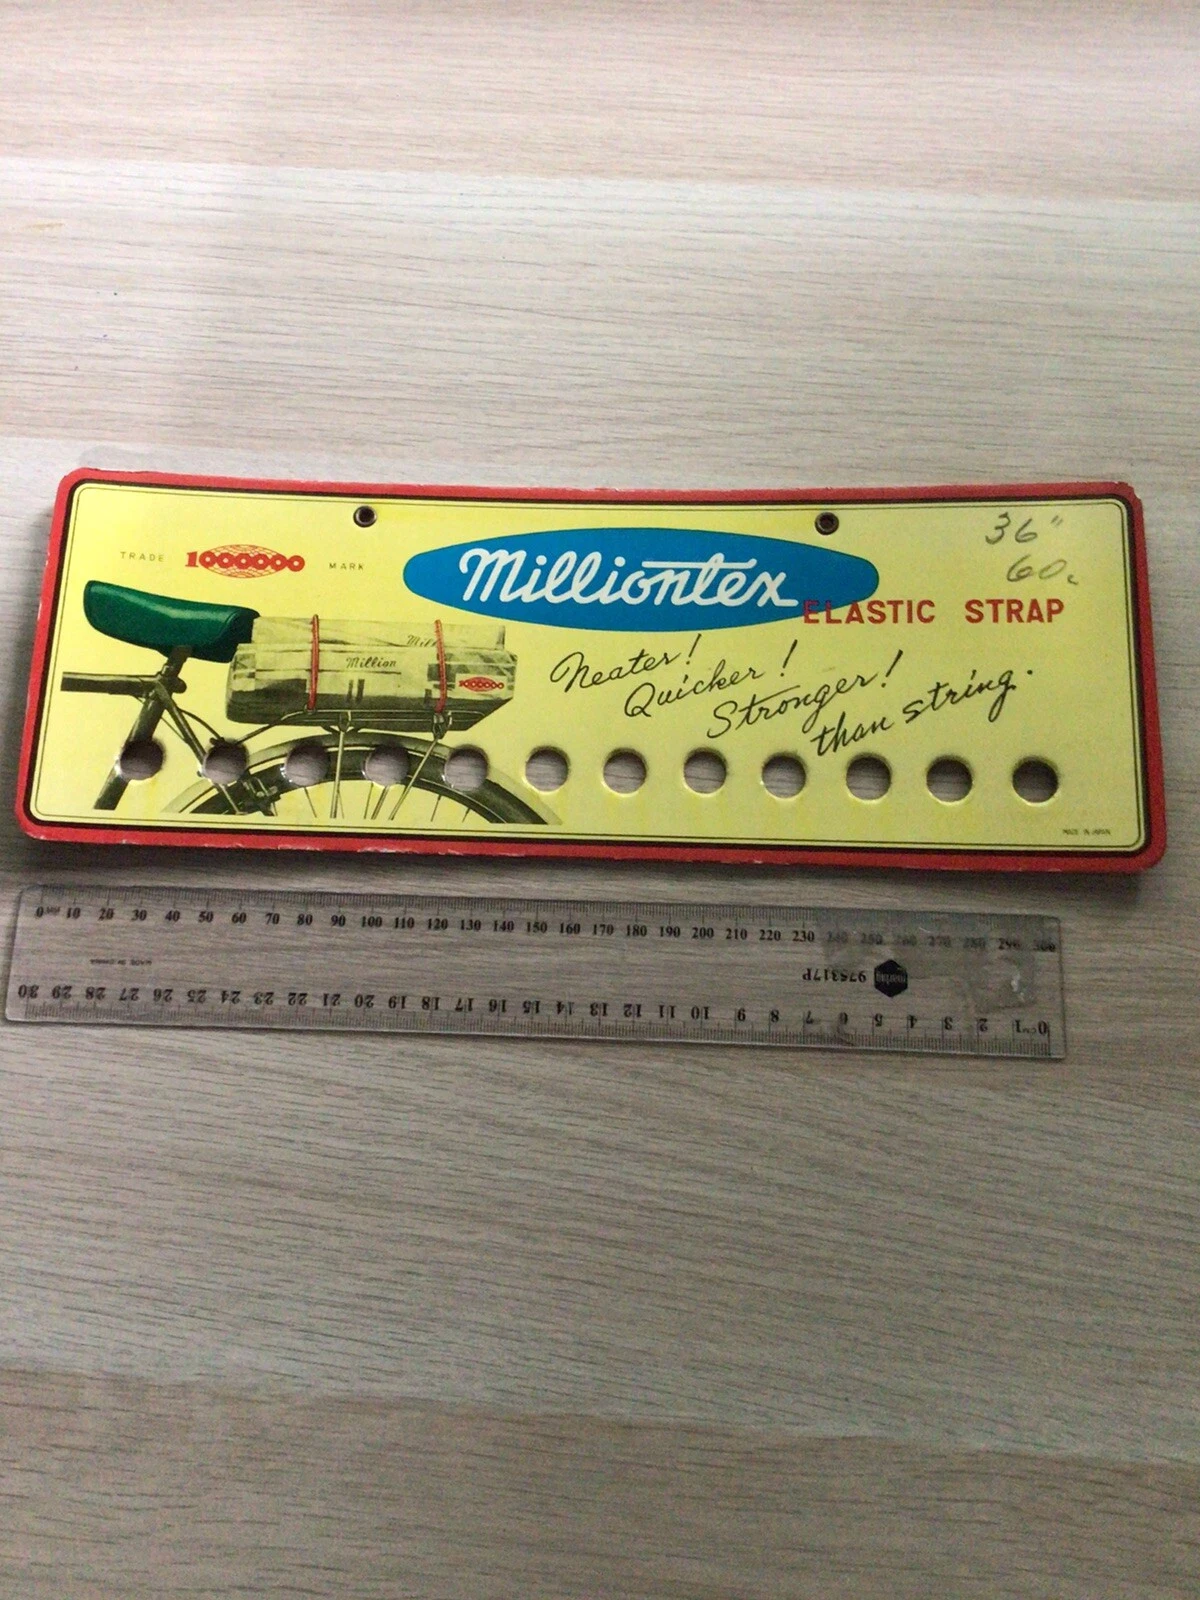 36"
TRADE 1000000 MARK
Milliontex
60c
ELASTIC STRAP
Mill
Million
1000000
Neater!
Quicker!
Stronger!
than string.
MADE IN JAPAN
0 10 20 30 40 50 60 70 80 90 100 110 120 130 140 150 160 170 180 190 200 210 220 230 240 250 260 270 280 290 300
975317P
30 29 28 27 26 25 24 23 22 21 20 19 18 17 16 15 14 13 12 11 10 9 8 7 6 5 4 3 2 1 0